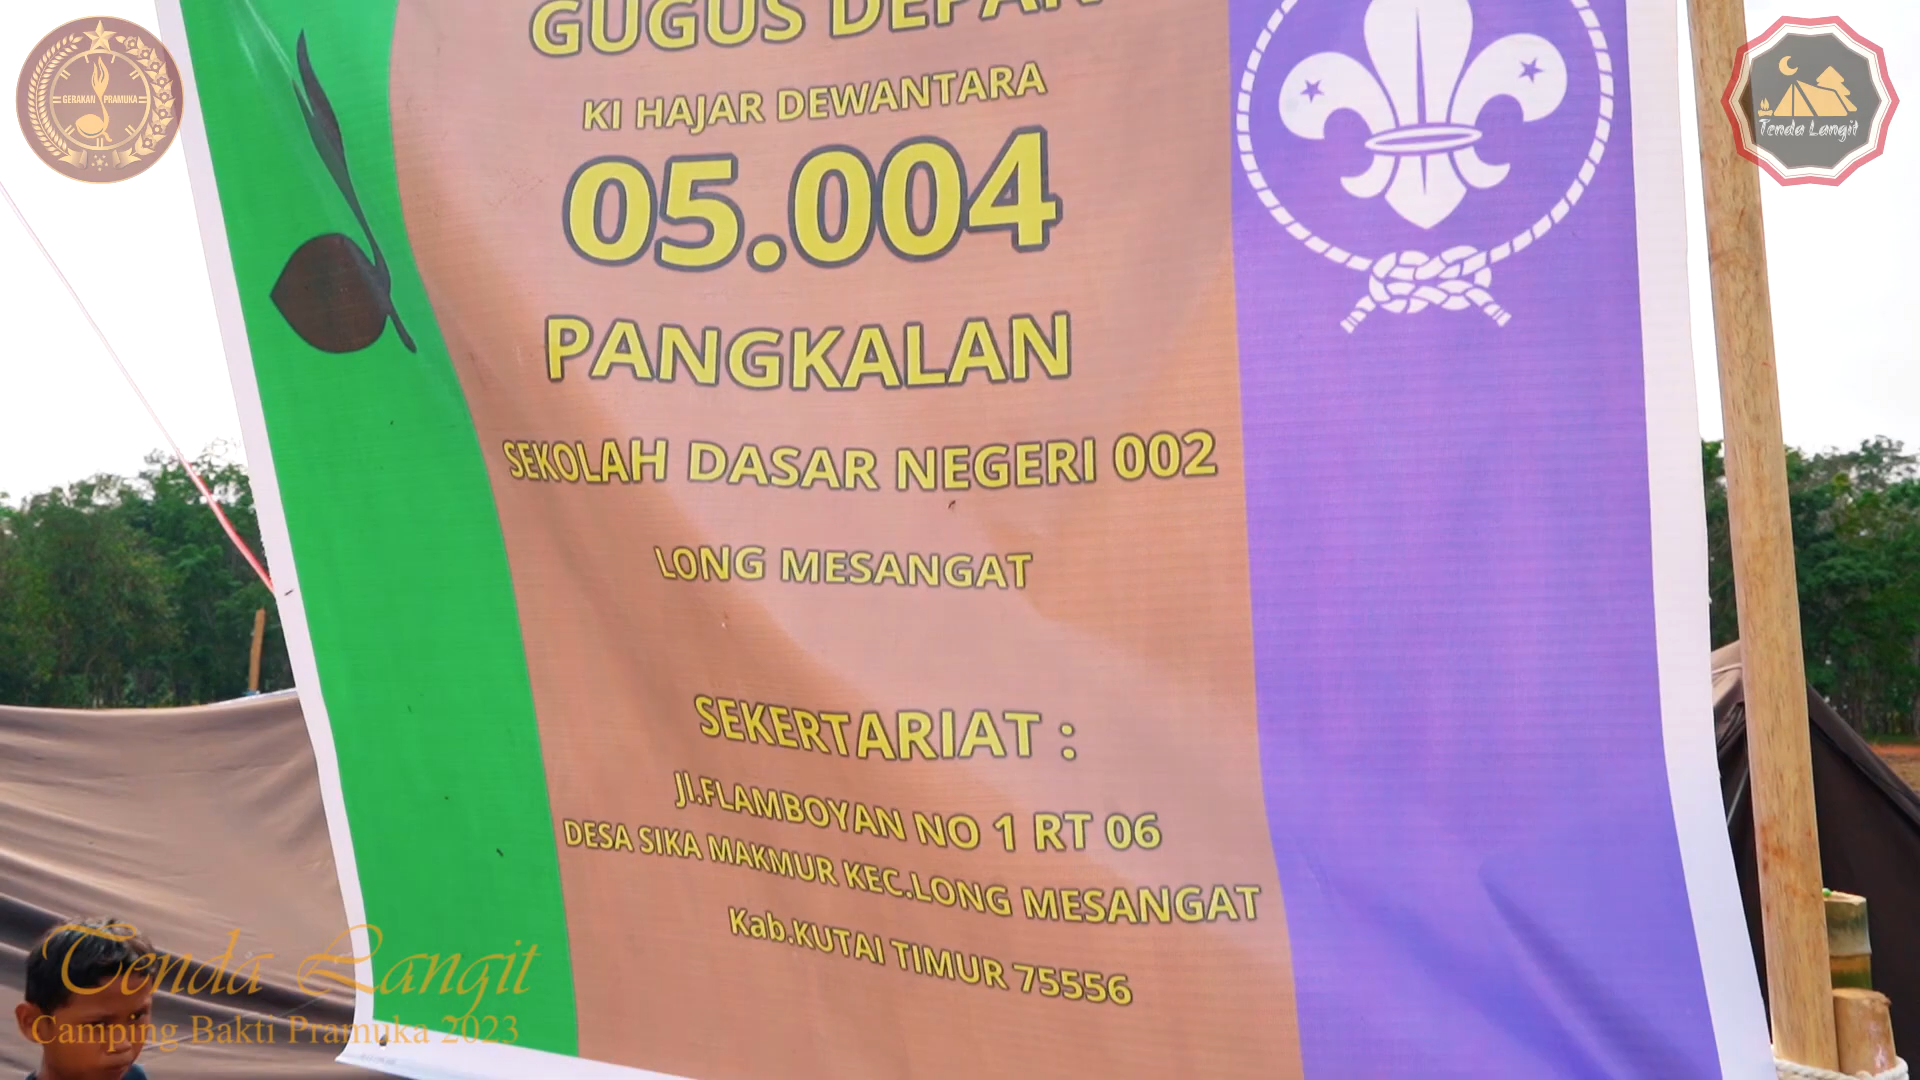 GUGUS DEPAN
KI HAJAR DEWANTARA
05.004
PANGKALAN
SEKOLAH DASAR NEGERI 002
LONG MESANGAT
SEKERTARIAT :
Jl.FLAMBOYAN NO 1 RT 06
DESA SIKA MAKMUR KEC.LONG MESANGAT
Kab.KUTAI TIMUR 75556
GERAKAN PRAMUKA
Tenda Langit
Tenda Langit
Camping Bakti Pramuka 2023